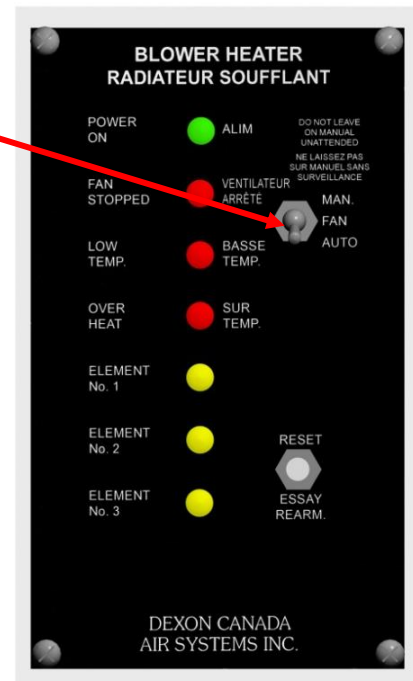 BLOWER HEATER
RADIATEUR SOUFFLANT
POWER
ON
ALIM
DO NOT LEAVE
ON MANUAL
UNATTENDED
NE LAISSEZ PAS
SUR MANUEL SANS
SURVEILLANCE
FAN
STOPPED
VENTILATEUR
ARRÊTÉ
MAN.
FAN
AUTO
LOW
TEMP.
BASSE
TEMP.
OVER
HEAT
SUR
TEMP.
ELEMENT
No. 1
ELEMENT
No. 2
RESET
ELEMENT
No. 3
ESSAY
REARM.
DEXON CANADA
AIR SYSTEMS INC.